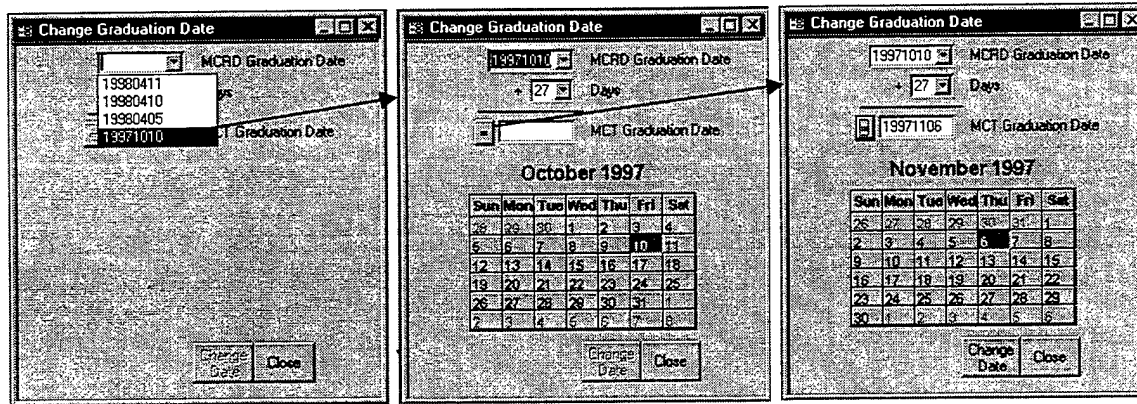 Change Graduation Date
MCRD Graduation Date
19980411
19980410
19980405
19971010
ys
CT Graduation Date
Change Date
Close
Change Graduation Date
19971010 MCRD Graduation Date
+ 27 Days
= MCT Graduation Date
October 1997
Sun Mon Tue Wed Thu Fri Sat
28 29 30 1 2 3 4
5 6 7 8 9 10 11
12 13 14 15 16 17 18
19 20 21 22 23 24 25
26 27 28 29 30 31 1
2 3 4 5 6 7 8
Change Date
Close
Change Graduation Date
19971010 MCRD Graduation Date
+ 27 Days
= 19971106 MCT Graduation Date
November 1997
Sun Mon Tue Wed Thu Fri Sat
26 27 28 29 30 31 1
2 3 4 5 6 7 8
9 10 11 12 13 14 15
16 17 18 19 20 21 22
23 24 25 26 27 28 29
30 1 2 3 4 5 6
Change Date
Close